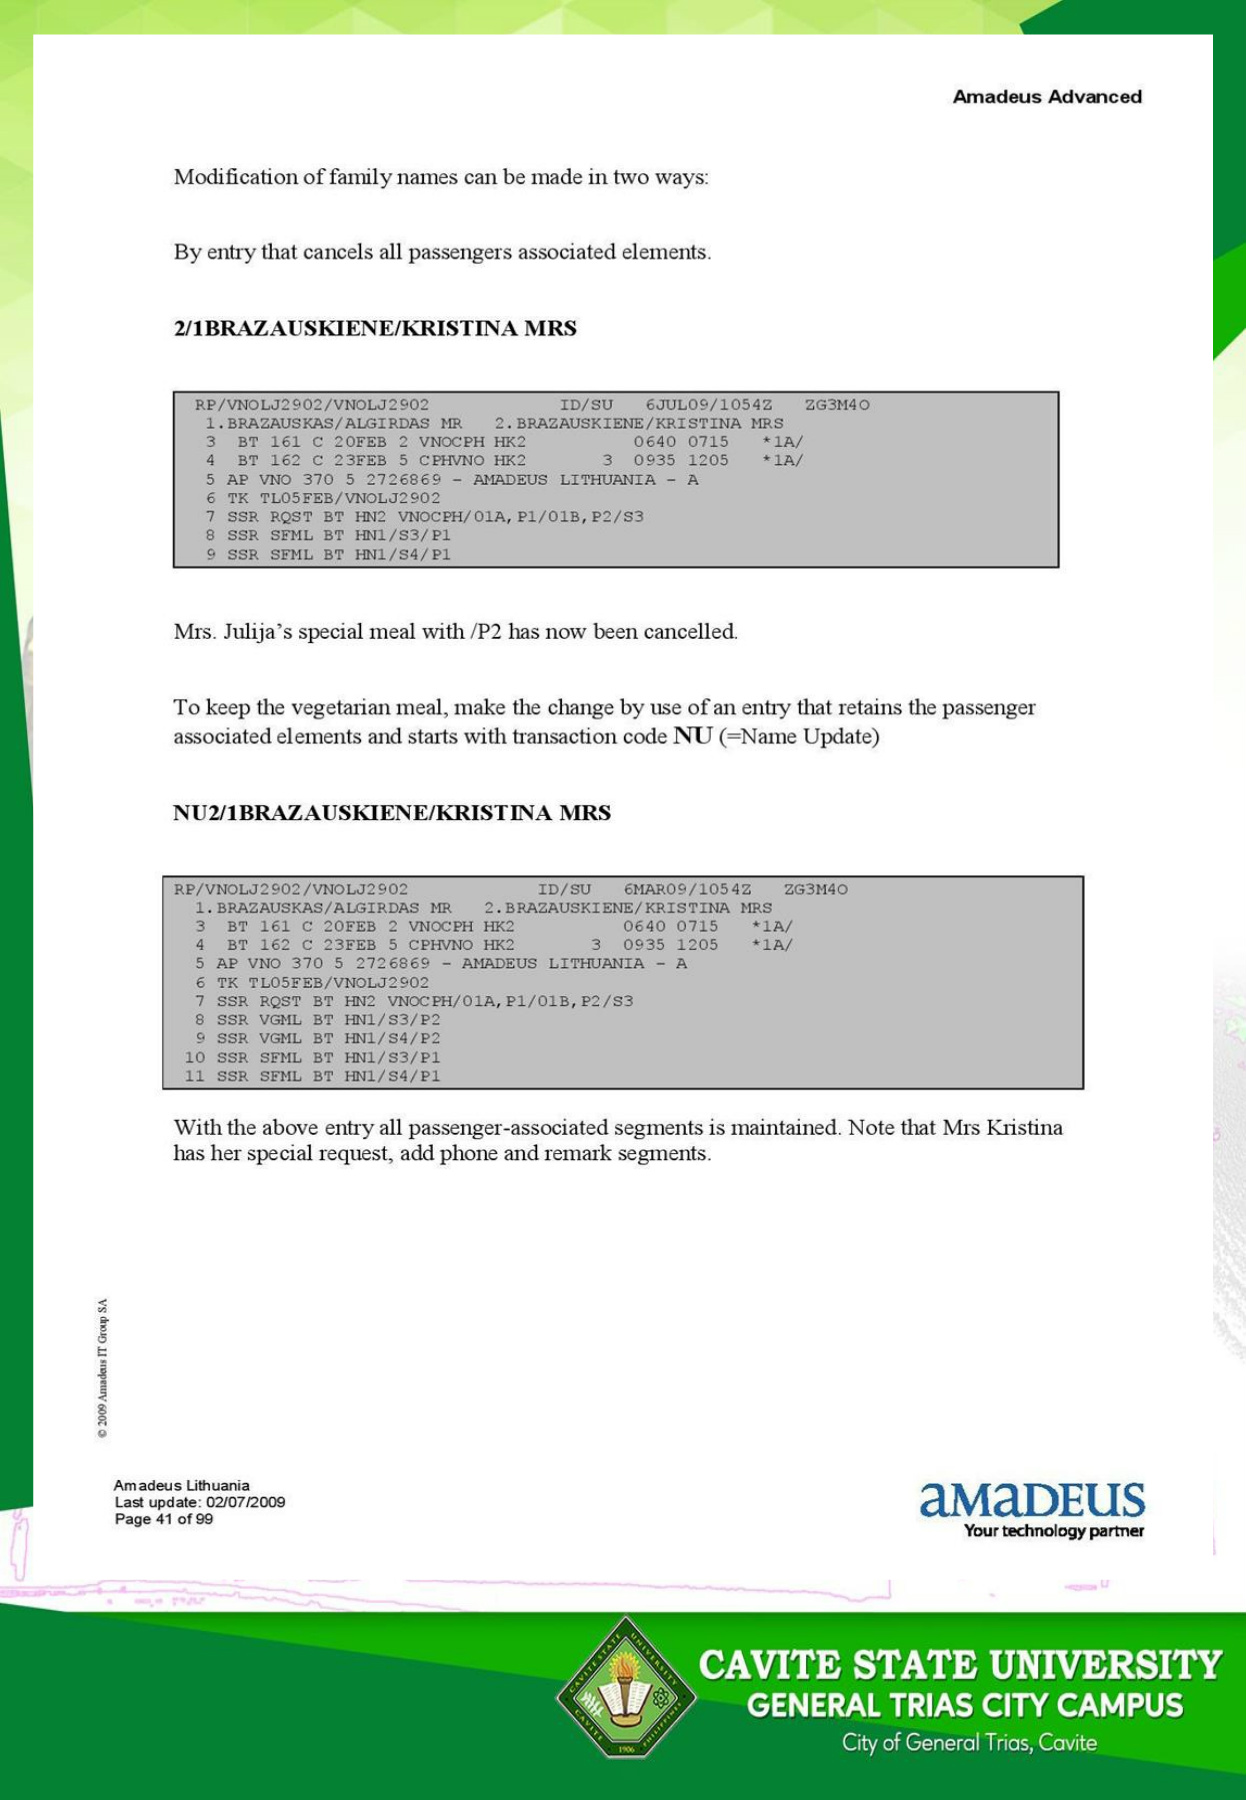 Amadeus Advanced
Modification of family names can be made in two ways:
By entry that cancels all passengers associated elements.
2/1BRAZAUSKIENE/KRISTINA MRS
RP/VNOLJ2902/VNOLJ2902 ID/SU 6JUL09/1054Z ZG3M4O
1.BRAZAUSKAS/ALGIRDAS MR 2.BRAZAUSKIENE/KRISTINA MRS
3 BT 161 C 20FEB 2 VNOCPH HK2 0640 0715 *1A/
4 BT 162 C 23FEB 5 CPHVNO HK2 3 0935 1205 *1A/
5 AP VNO 370 5 2726869 – AMADEUS LITHUANIA – A
6 TK TL05FEB/VNOLJ2902
7 SSR RQST BT HN2 VNOCPH/01A,P1/01B,P2/S3
8 SSR SFML BT HN1/S3/P1
9 SSR SFML BT HN1/S4/P1
Mrs. Julija’s special meal with /P2 has now been cancelled.
To keep the vegetarian meal, make the change by use of an entry that retains the passenger
associated elements and starts with transaction code NU (=Name Update)
NU2/1BRAZAUSKIENE/KRISTINA MRS
RP/VNOLJ2902/VNOLJ2902 ID/SU 6MAR09/1054Z ZG3M4O
1.BRAZAUSKAS/ALGIRDAS MR 2.BRAZAUSKIENE/KRISTINA MRS
3 BT 161 C 20FEB 2 VNOCPH HK2 0640 0715 *1A/
4 BT 162 C 23FEB 5 CPHVNO HK2 3 0935 1205 *1A/
5 AP VNO 370 5 2726869 – AMADEUS LITHUANIA – A
6 TK TL05FEB/VNOLJ2902
7 SSR RQST BT HN2 VNOCPH/01A,P1/01B,P2/S3
8 SSR VGML BT HN1/S3/P2
9 SSR VGML BT HN1/S4/P2
10 SSR SFML BT HN1/S3/P1
11 SSR SFML BT HN1/S4/P1
With the above entry all passenger-associated segments is maintained. Note that Mrs Kristina
has her special request, add phone and remark segments.
© 2009 Amadeus IT Group SA
Amadeus Lithuania
Last update: 02/07/2009
Page 41 of 99
aMaDEUS
Your technology partner
CAVITE STATE UNIVERSITY
CAVITE PHILIPPINES
1906
CAVITE STATE UNIVERSITY
GENERAL TRIAS CITY CAMPUS
City of General Trias, Cavite